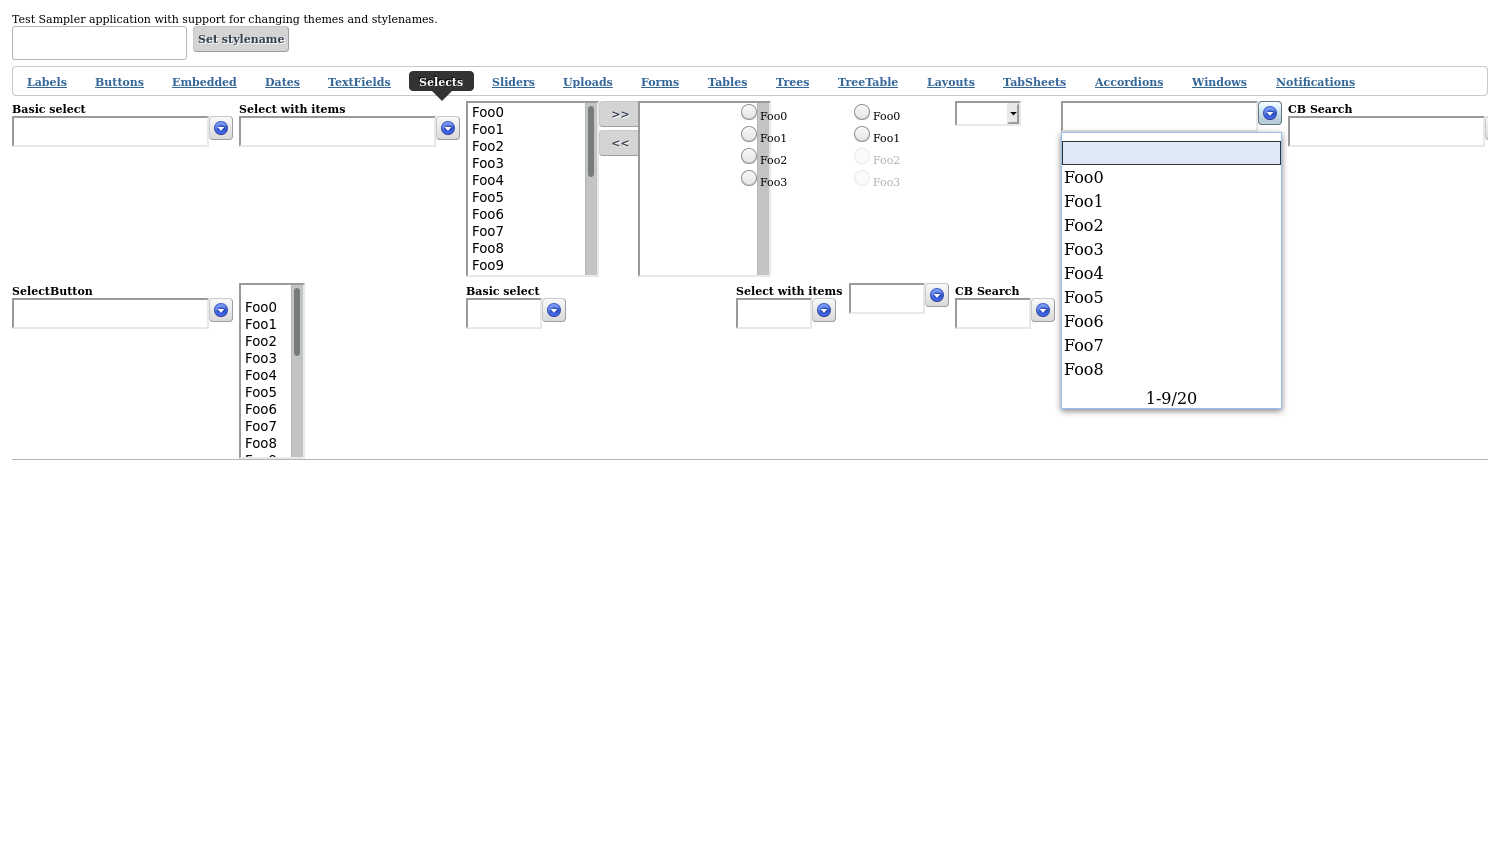 Test Sampler application with support for changing themes and stylenames.
Set stylename
Labels Buttons Embedded Dates TextFields Selects Sliders Uploads Forms Tables Trees TreeTable Layouts TabSheets Accordions Windows Notifications
Basic select
Select with items
Foo0
Foo1
Foo2
Foo3
Foo4
Foo5
Foo6
Foo7
Foo8
Foo9
>>
<<
Foo0
Foo1
Foo2
Foo3
Foo0
Foo1
Foo2
Foo3
Foo0
Foo1
Foo2
Foo3
Foo4
Foo5
Foo6
Foo7
Foo8
1-9/20
CB Search
SelectButton
Foo0
Foo1
Foo2
Foo3
Foo4
Foo5
Foo6
Foo7
Foo8
Basic select
Select with items
CB Search